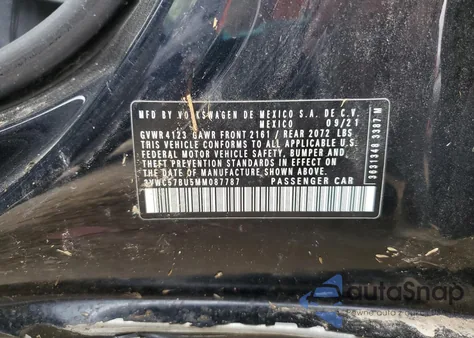 MFD BY VOLKSWAGEN DE MEXICO S.A. DE C.V.
MEXICO 09/21
GVWR 4123 GAWR FRONT 2161 / REAR 2072 LBS
THIS VEHICLE CONFORMS TO ALL APPLICABLE U.S.
FEDERAL MOTOR VEHICLE SAFETY, BUMPER AND
THEFT PREVENTION STANDARDS IN EFFECT ON
THE DATE OF MANUFACTURE SHOWN ABOVE.
3VWC57BU5MM087787 PASSENGER CAR
3631348 3387 M
autoSnap